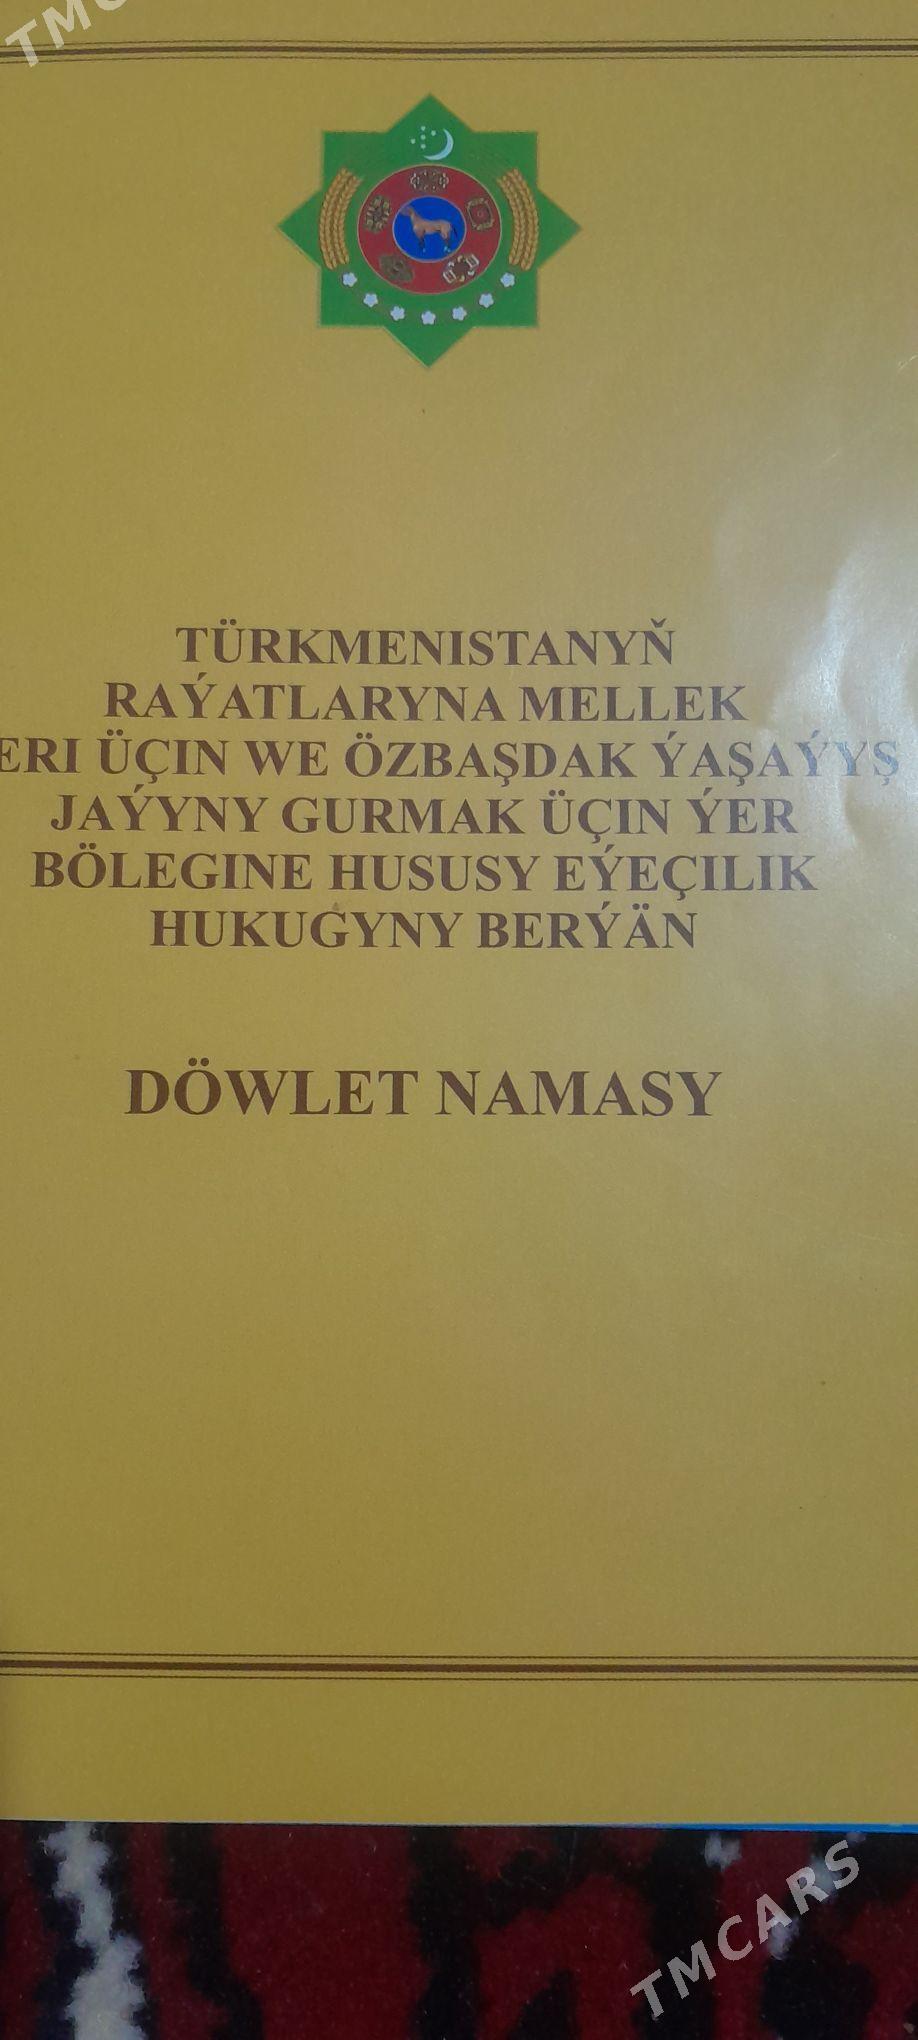 TÜRKMENISTANYŇ
RAÝATLARYNA MELLEK
ERI ÜÇIN WE ÖZBAŞDAK ÝAŞAÝYŞ
JAÝYNY GURMAK ÜÇIN ÝER
BÖLEGINE HUSUSY EÝEÇILIK
HUKUGYNY BERÝÄN
DÖWLET NAMASY
TMCARS